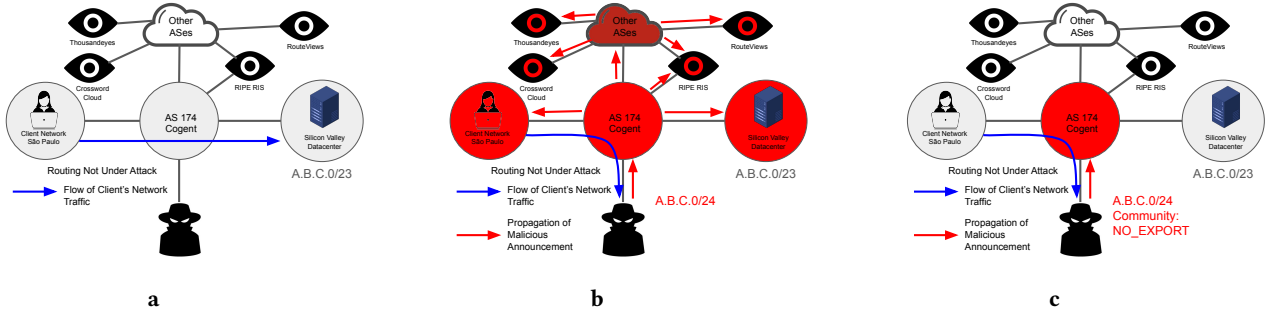 Other
ASes
Thousandeyes
RouteViews
Crossword
Cloud
RIPE RIS
Client Network
São Paulo
AS 174
Cogent
Silicon Valley
Datacenter
A.B.C.0/23
Routing Not Under Attack
Flow of Client's Network
Traffic
a
Other
ASes
Thousandeyes
RouteViews
Crossword
Cloud
RIPE RIS
Client Network
São Paulo
AS 174
Cogent
Silicon Valley
Datacenter
A.B.C.0/23
Routing Not Under Attack
Flow of Client's Network
Traffic
A.B.C.0/24
Propagation of
Malicious
Announcement
b
Other
ASes
Thousandeyes
RouteViews
Crossword
Cloud
RIPE RIS
Client Network
São Paulo
AS 174
Cogent
Silicon Valley
Datacenter
A.B.C.0/23
Routing Not Under Attack
Flow of Client's Network
Traffic
A.B.C.0/24
Community:
NO_EXPORT
Propagation of
Malicious
Announcement
c